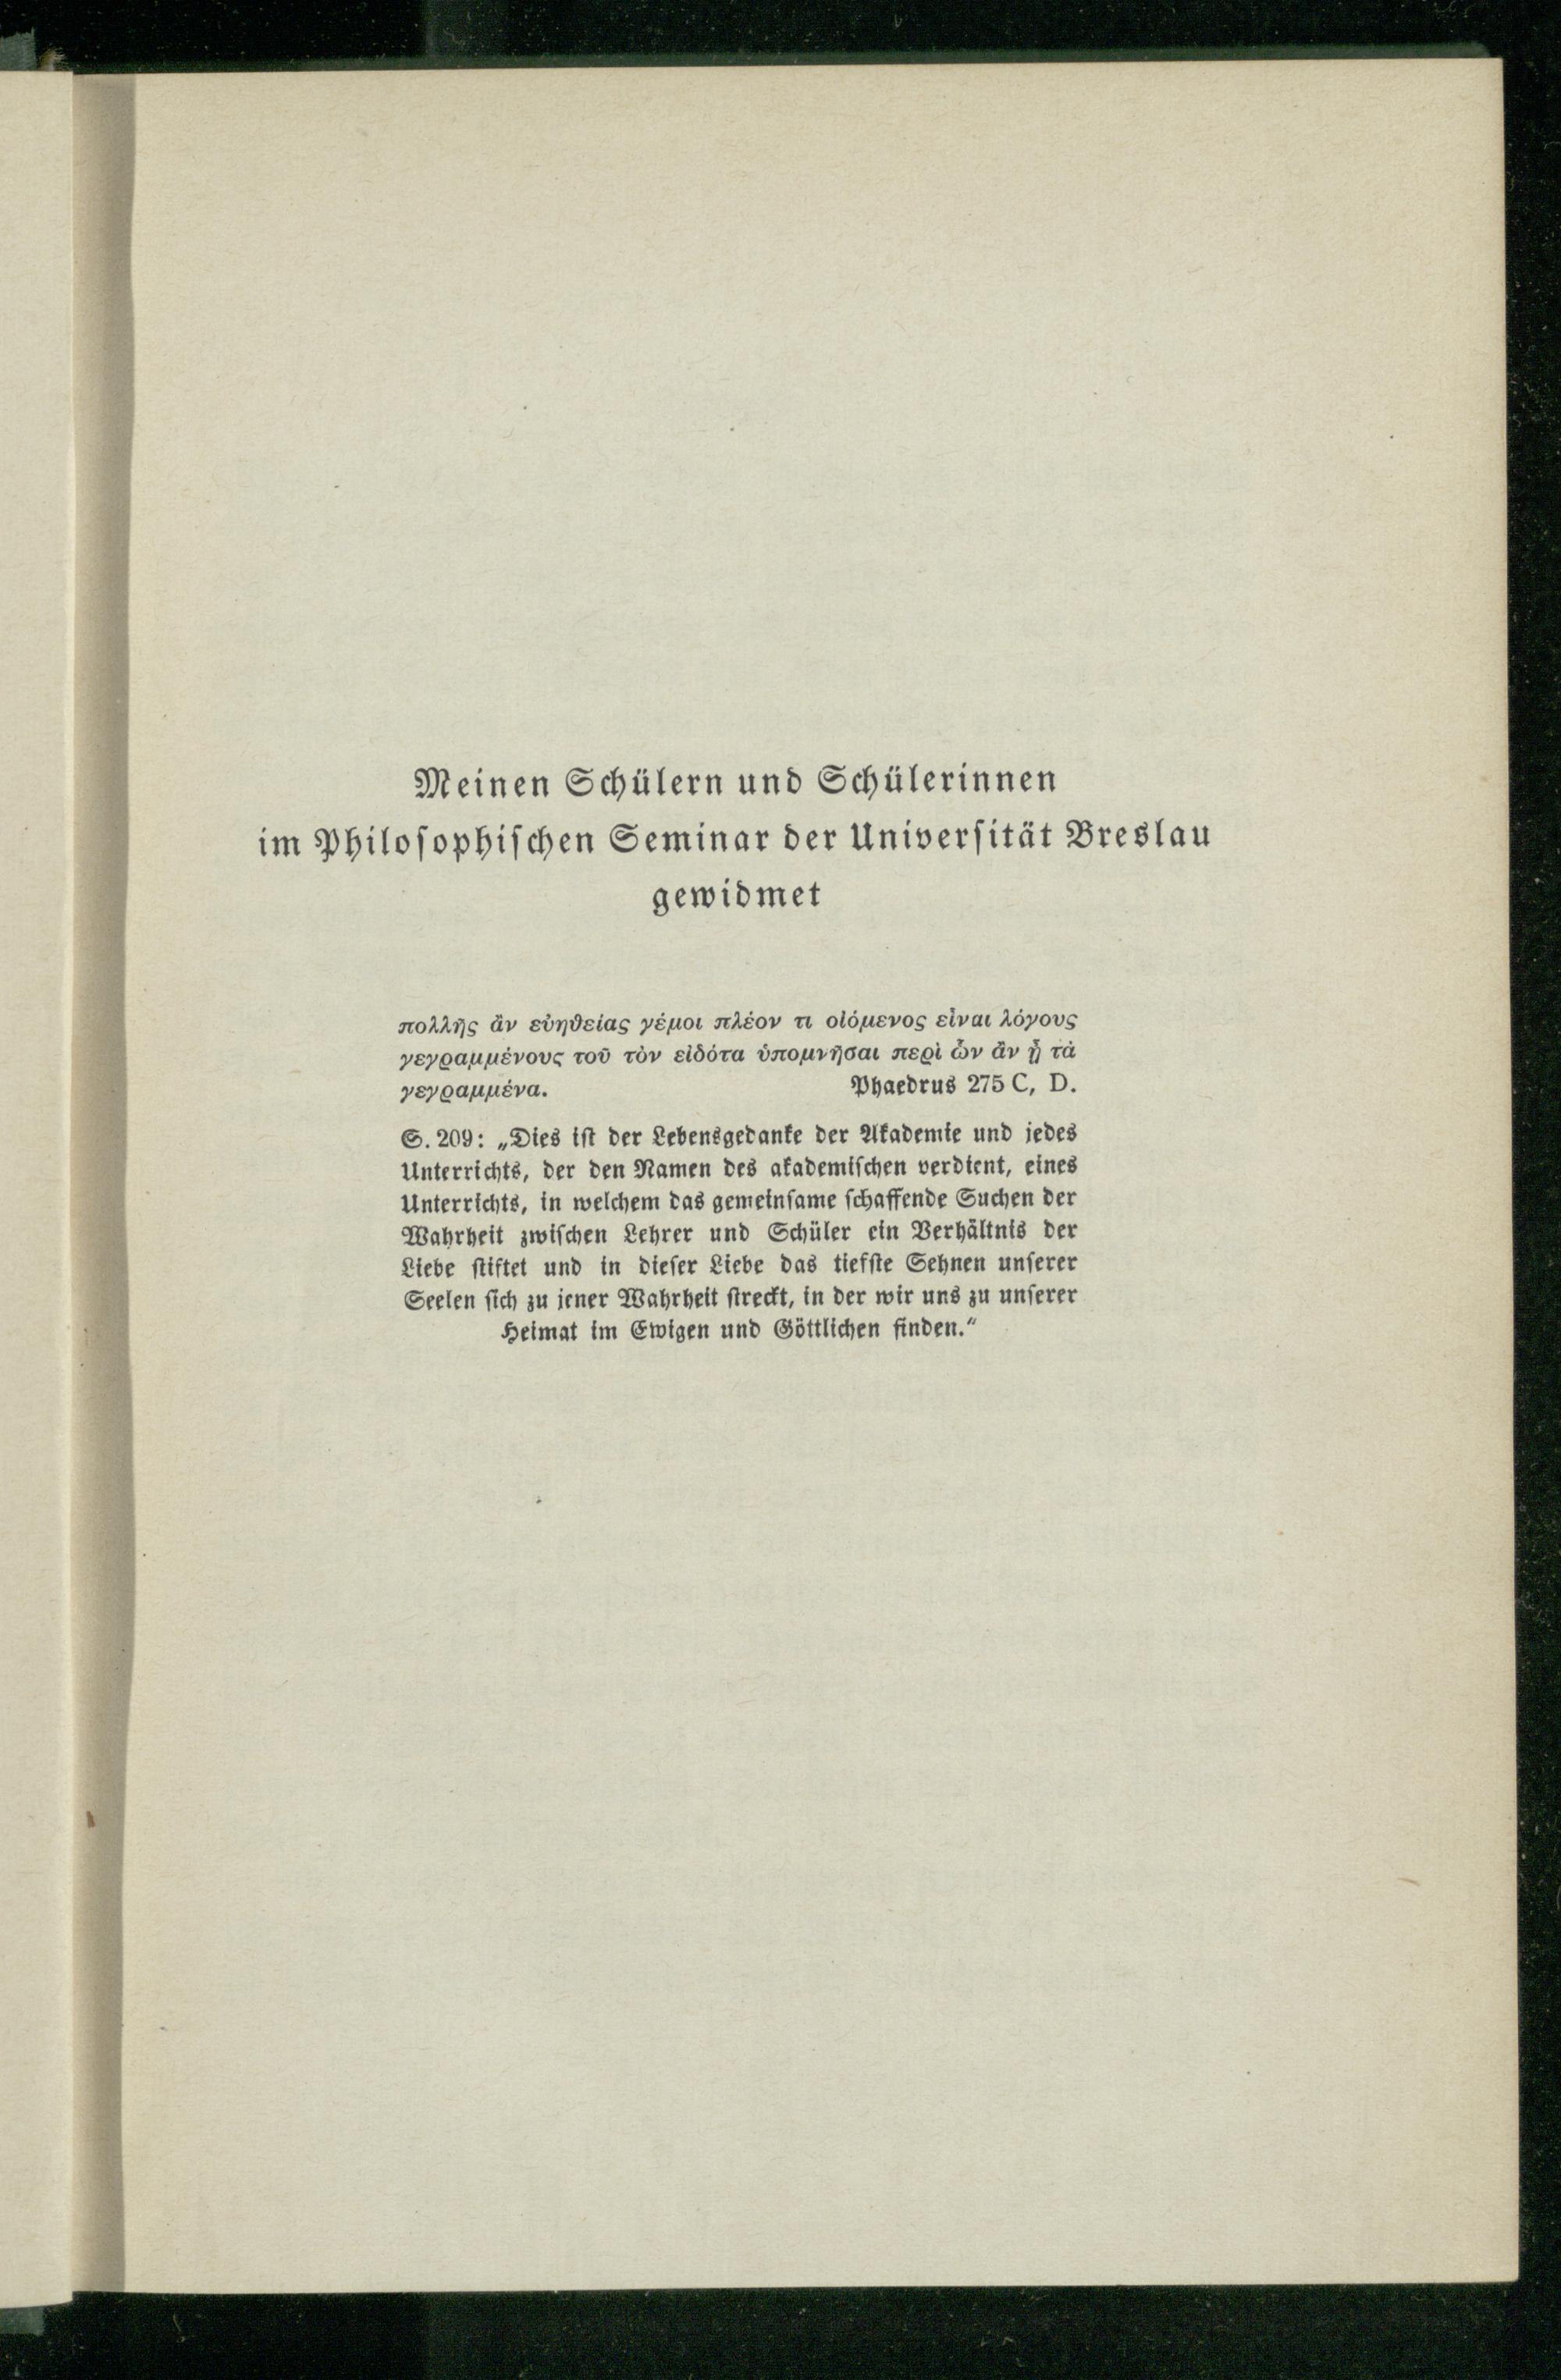 Meinen Schülern und Schülerinnen
im Philosophischen Seminar der Universität Breslau
gewidmet
πολλῆς ἂν εὐηθείας γέμοι πλέον τι οἰόμενος εἶναι λόγους
γεγραμμένους τοῦ τὸν εἰδότα ὑπομνῆσαι περὶ ὧν ἂν ᾖ τὰ
γεγραμμένα. Phaedrus 275 C, D.
S. 209: „Dies ist der Lebensgedanke der Akademie und jedes
Unterrichts, der den Namen des akademischen verdient, eines
Unterrichts, in welchem das gemeinsame schaffende Suchen der
Wahrheit zwischen Lehrer und Schüler ein Verhältnis der
Liebe stiftet und in dieser Liebe das tiefste Sehnen unserer
Seelen sich zu jener Wahrheit streckt, in der wir uns zu unserer
Heimat im Ewigen und Göttlichen finden.“